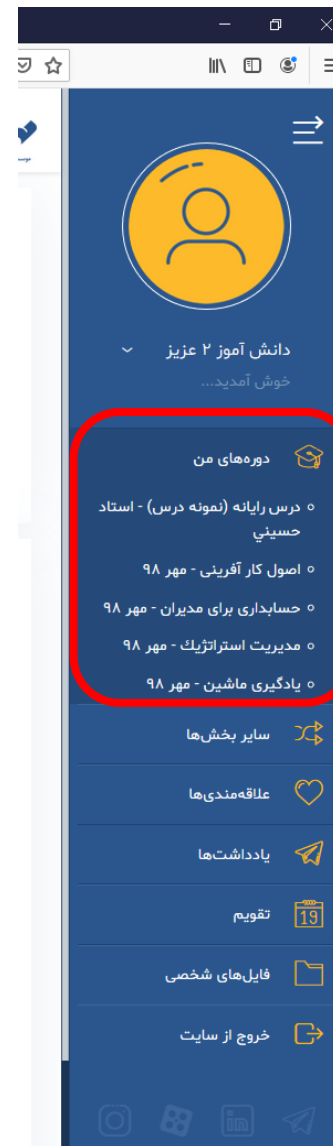 دانش آموز ۲ عزیز
خوش آمدید...
دوره‌های من
درس رایانه (نمونه درس) - استاد
حسيني
اصول کار آفرینی - مهر ۹۸
حسابداری برای مدیران - مهر ۹۸
مدیریت استراتژیك - مهر ۹۸
یادگیری ماشین - مهر ۹۸
سایر بخش‌ها
علاقه‌مندی‌ها
یادداشت‌ها
19
تقویم
فایل‌های شخصی
خروج از سایت
in